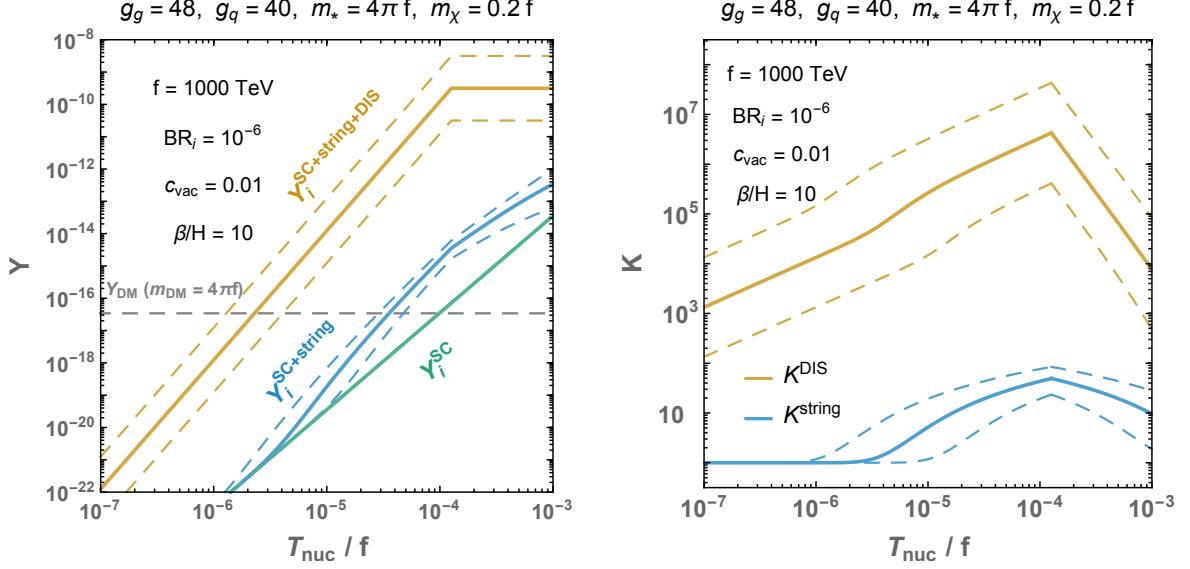 g_g = 48, g_q = 40, m_* = 4π f, m_χ = 0.2 f
10^-8
10^-10
10^-12
10^-14
10^-16
10^-18
10^-20
10^-22
Y
f = 1000 TeV
BR_i = 10^-6
c_vac = 0.01
β/H = 10
Y_i^SC+string+DIS
Y_DM (m_DM = 4πf)
Y_i^SC+string
Y_i^SC
10^-7
10^-6
10^-5
10^-4
10^-3
T_nuc / f
g_g = 48, g_q = 40, m_* = 4π f, m_χ = 0.2 f
10^7
10^5
10^3
10
K
f = 1000 TeV
BR_i = 10^-6
c_vac = 0.01
β/H = 10
K^DIS
K^string
10^-7
10^-6
10^-5
10^-4
10^-3
T_nuc / f